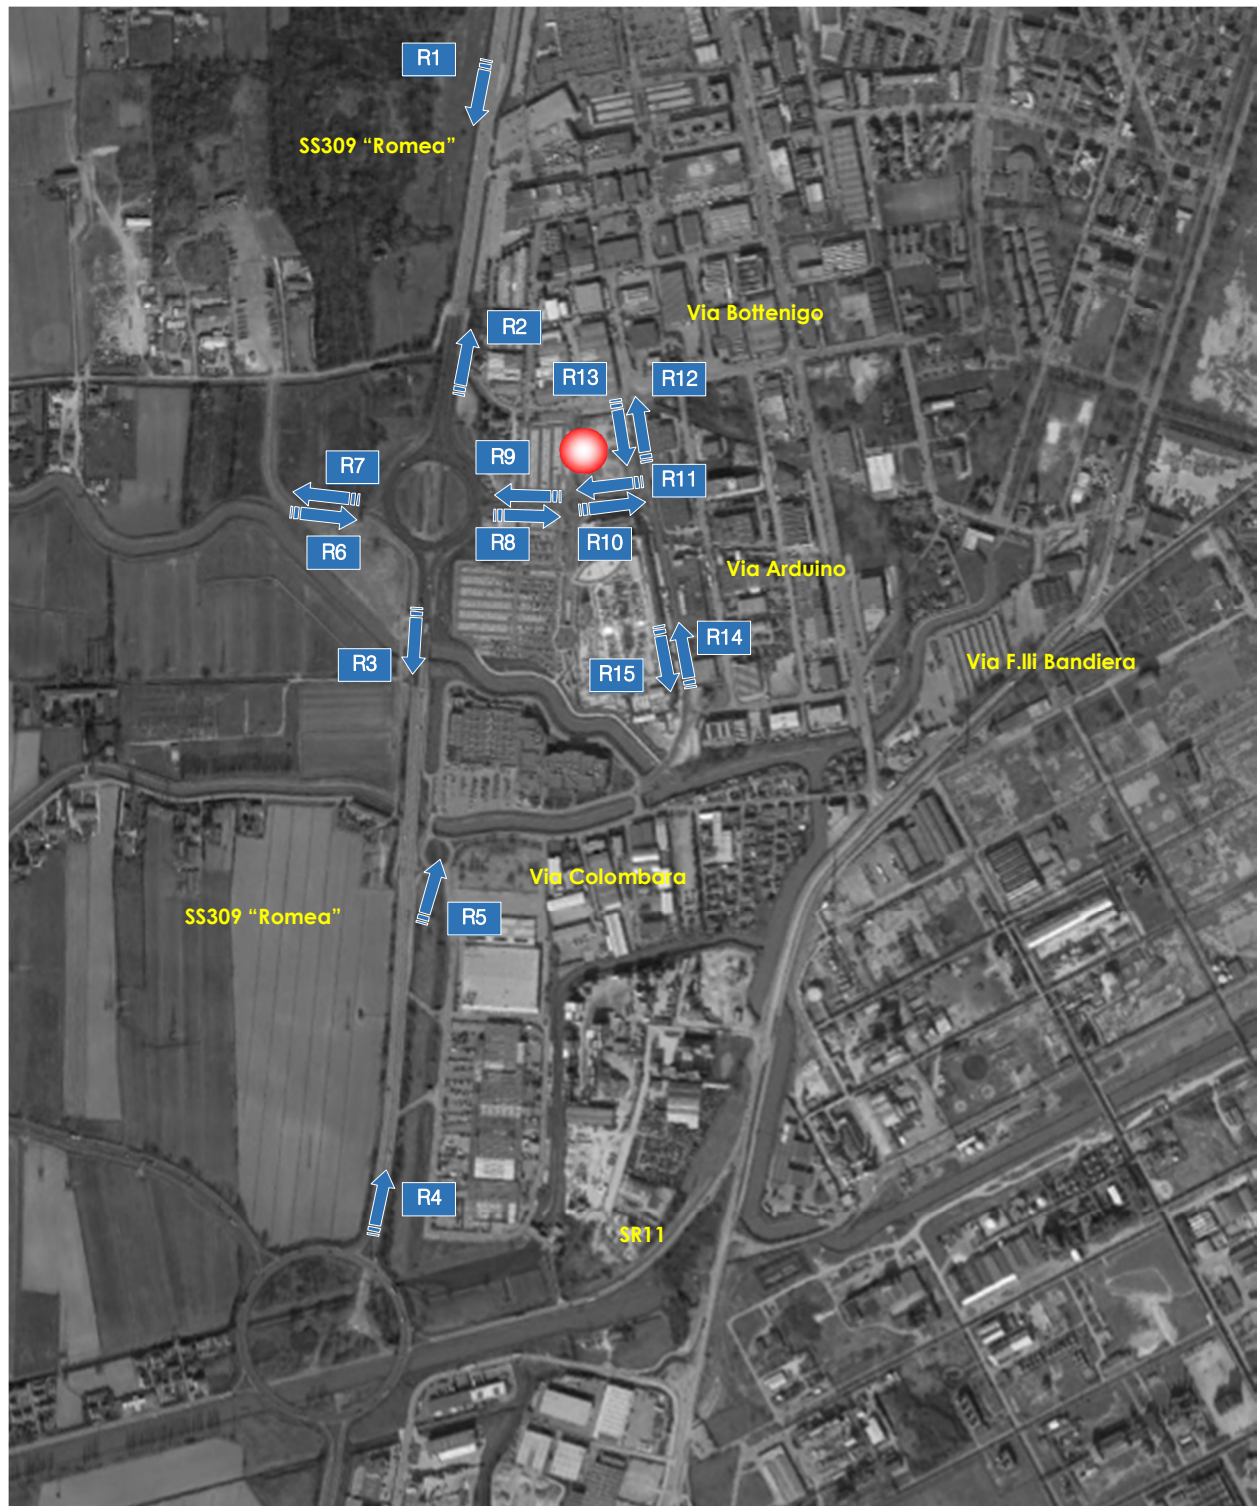 R1
SS309 “Romea”
Via Bottenigo
R2
R13
R12
R9
R7
R11
R8
R10
R6
Via Arduino
R14
R3
R15
Via F.lli Bandiera
Via Colombara
SS309 “Romea”
R5
R4
SR11